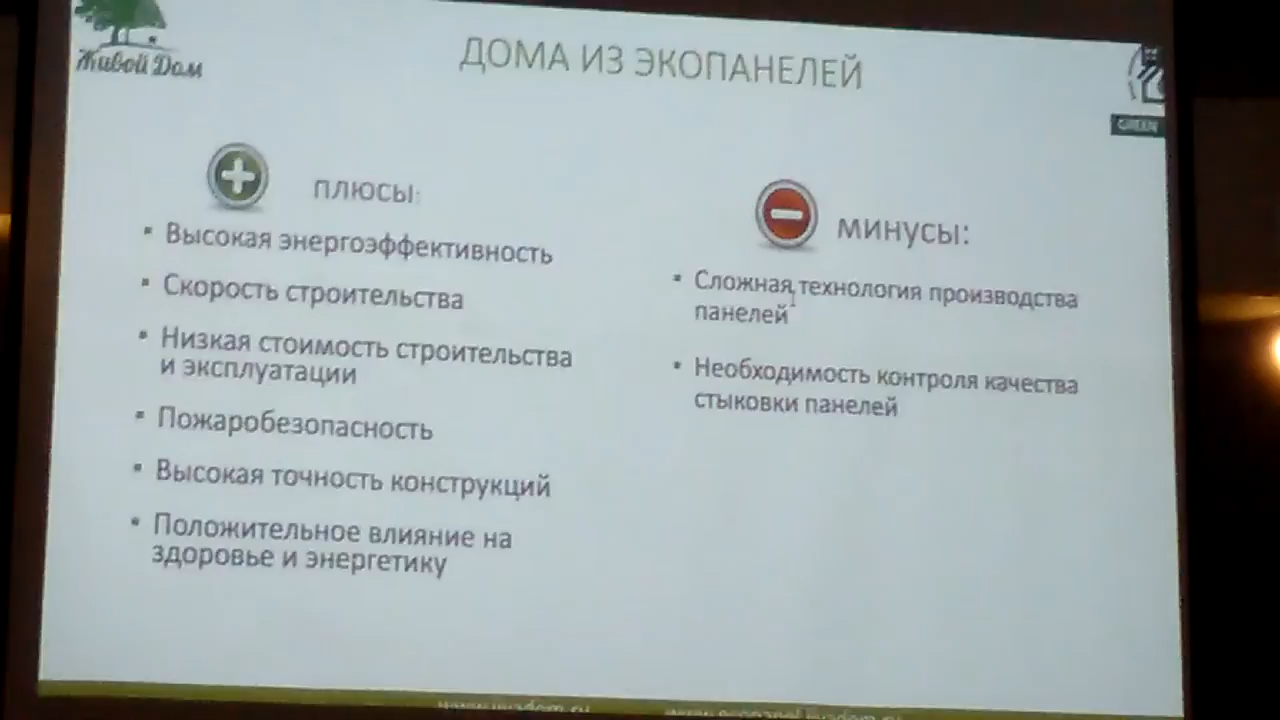 Живой Дом
ДОМА ИЗ ЭКОПАНЕЛЕЙ
GREEN
плюсы:
▪ Высокая энергоэффективность
▪ Скорость строительства
▪ Низкая стоимость строительства
и эксплуатации
▪ Пожаробезопасность
▪ Высокая точность конструкций
▪ Положительное влияние на
здоровье и энергетику
минусы:
▪ Сложная технология производства
панелей
▪ Необходимость контроля качества
стыковки панелей